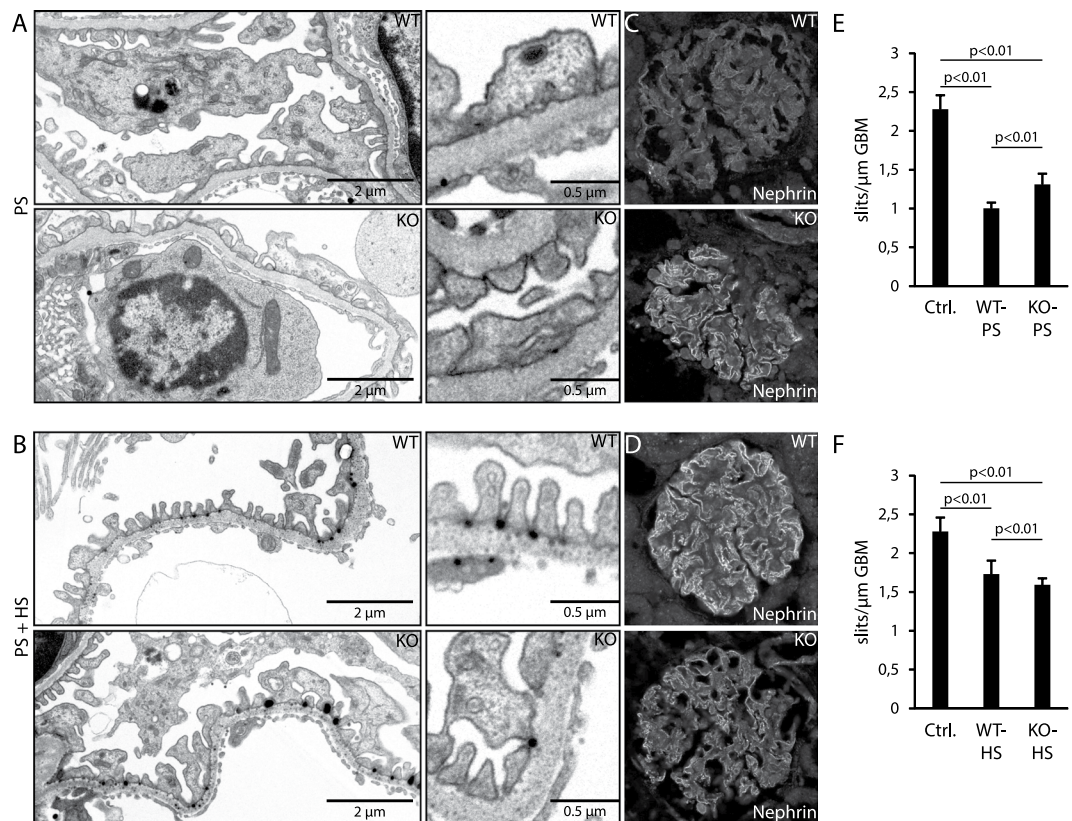 A
PS
WT
2 µm
WT
0.5 µm
KO
2 µm
KO
0.5 µm
C
WT
Nephrin
KO
Nephrin
E
slits/µm GBM
3
2,5
2
1,5
1
0,5
0
p<0.01
p<0.01
p<0.01
Ctrl.
WT-
PS
KO-
PS
B
PS + HS
WT
2 µm
WT
0.5 µm
KO
2 µm
KO
0.5 µm
D
WT
Nephrin
KO
Nephrin
F
slits/µm GBM
3
2,5
2
1,5
1
0,5
0
p<0.01
p<0.01
p<0.01
Ctrl.
WT-
HS
KO-
HS